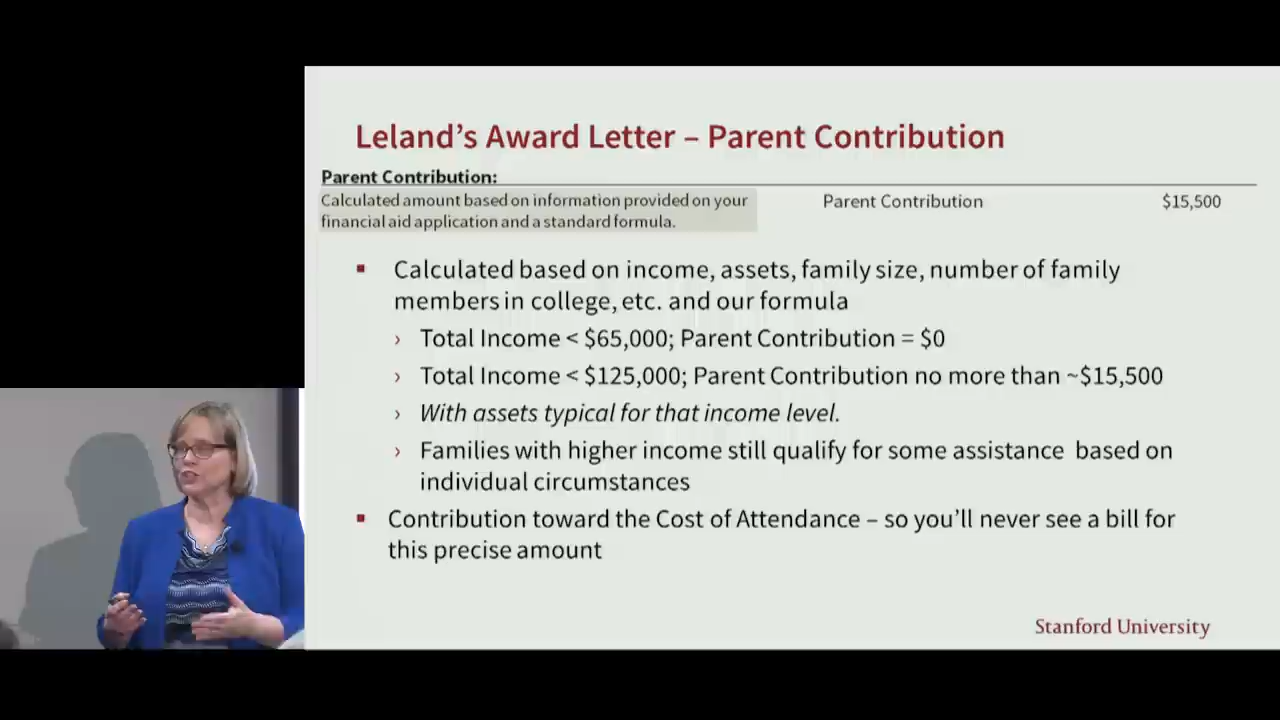 Leland’s Award Letter – Parent Contribution
Parent Contribution:
Calculated amount based on information provided on your
financial aid application and a standard formula.
Parent Contribution $15,500
▪ Calculated based on income, assets, family size, number of family
members in college, etc. and our formula
› Total Income < $65,000; Parent Contribution = $0
› Total Income < $125,000; Parent Contribution no more than ~$15,500
› With assets typical for that income level.
› Families with higher income still qualify for some assistance based on
individual circumstances
▪ Contribution toward the Cost of Attendance – so you’ll never see a bill for
this precise amount
Stanford University